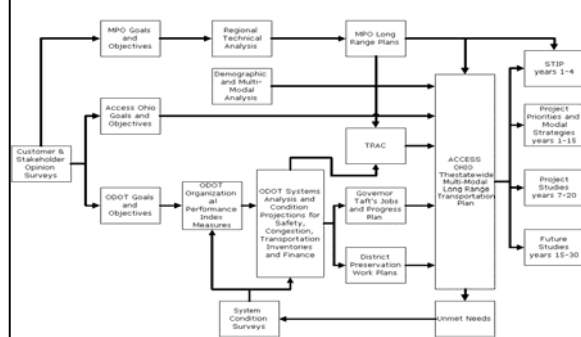 MPO Goals
and Objectives
Regional
Technical
Analysis
MPO Long
Range Plans
STIP
years 1-4
Demographic
and Multi-
Modal Analysis
Access Ohio
Goals and
Objectives
Project
Priorities and
Modal
Strategies
years 1-15
TRAC
Customer &
Stakeholder
Opinion Surveys
ACCESS
OHIO
Thestatewide
Multi-Modal
Long Range
Transportation
Plan
ODOT Goals
and
Objectives
ODOT
Organization
al
Performance
Index
Measures
ODOT Systems
Analysis and
Condition
Projections for
Safety,
Congestion,
Transportation
Inventories
and Finance
Governor
Taft's Jobs
and Progress
Plan
Project
Studies
years 7-20
District
Preservation
Work Plans
Future
Studies
years 15-30
System
Condition
Surveys
Unmet Needs